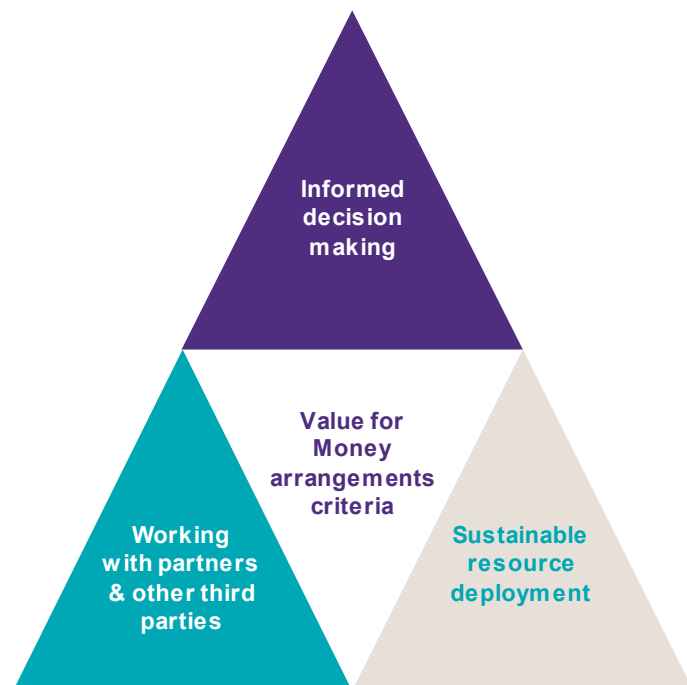 Informed
decision
making
Value for
Money
arrangements
criteria
Working
with partners
& other third
parties
Sustainable
resource
deployment